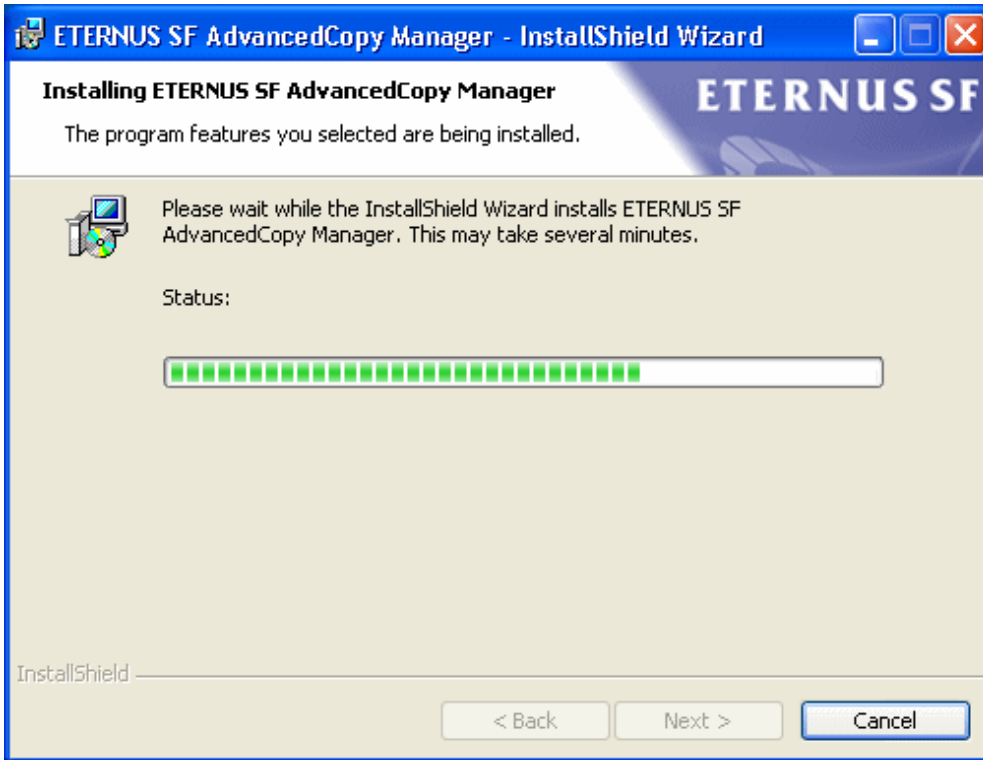 ETERNUS SF AdvancedCopy Manager - InstallShield Wizard
Installing ETERNUS SF AdvancedCopy Manager
ETERNUS SF
The program features you selected are being installed.
Please wait while the InstallShield Wizard installs ETERNUS SF
AdvancedCopy Manager. This may take several minutes.
Status:
InstallShield
< Back
Next >
Cancel